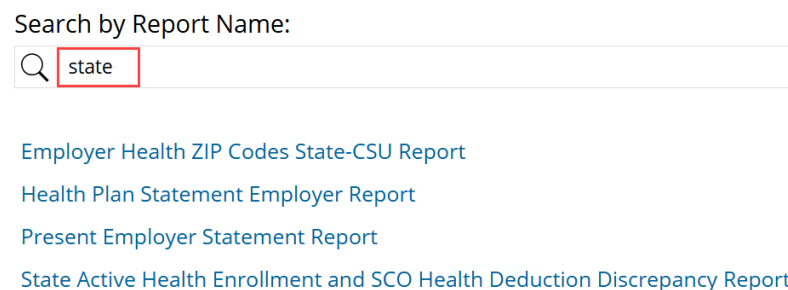 Search by Report Name:
state
Employer Health ZIP Codes State-CSU Report
Health Plan Statement Employer Report
Present Employer Statement Report
State Active Health Enrollment and SCO Health Deduction Discrepancy Report